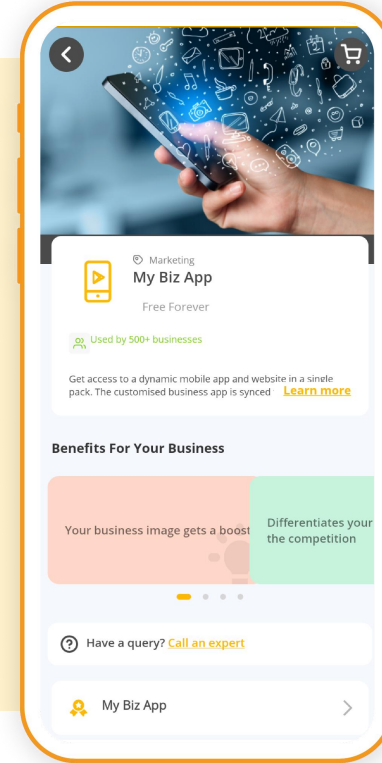 Marketing
My Biz App
Free Forever
Used by 500+ businesses
Get access to a dynamic mobile app and website in a single
pack. The customised business app is synced Learn more
Benefits For Your Business
Your business image gets a boost
Differentiates your
the competition
Have a query? Call an expert
My Biz App